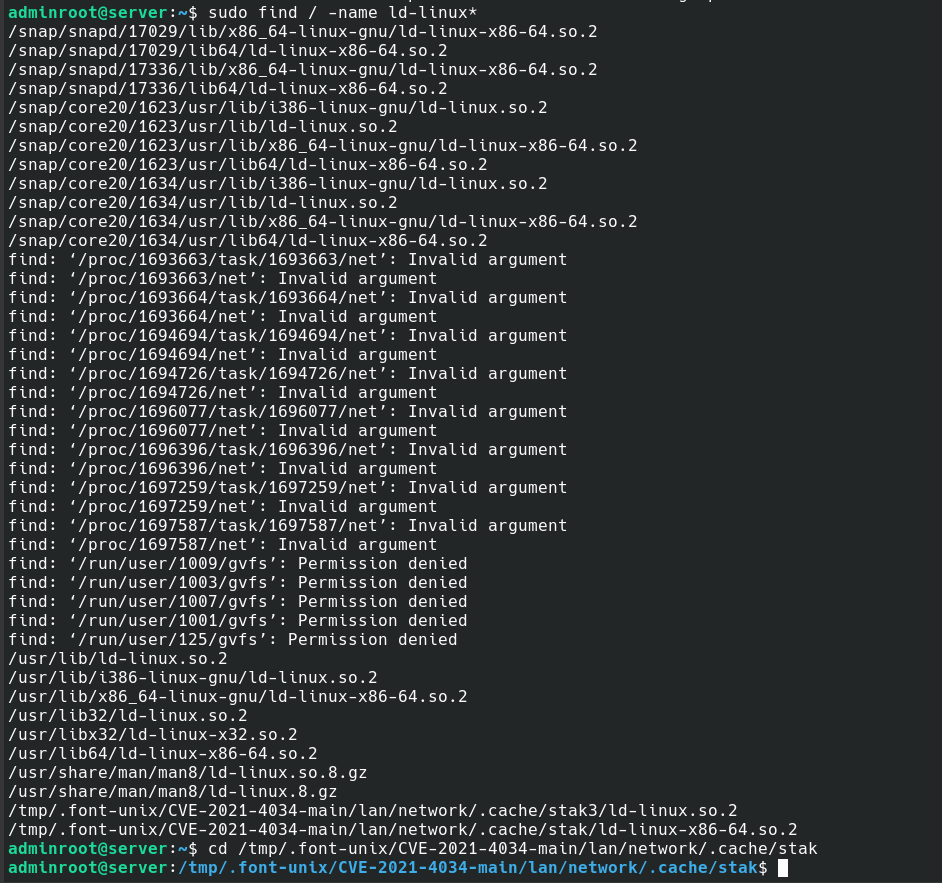 adminroot@server:~$ sudo find / -name ld-linux*
/snap/snapd/17029/lib/x86_64-linux-gnu/ld-linux-x86-64.so.2
/snap/snapd/17029/lib64/ld-linux-x86-64.so.2
/snap/snapd/17336/lib/x86_64-linux-gnu/ld-linux-x86-64.so.2
/snap/snapd/17336/lib64/ld-linux-x86-64.so.2
/snap/core20/1623/usr/lib/i386-linux-gnu/ld-linux.so.2
/snap/core20/1623/usr/lib/ld-linux.so.2
/snap/core20/1623/usr/lib/x86_64-linux-gnu/ld-linux-x86-64.so.2
/snap/core20/1623/usr/lib64/ld-linux-x86-64.so.2
/snap/core20/1634/usr/lib/i386-linux-gnu/ld-linux.so.2
/snap/core20/1634/usr/lib/ld-linux.so.2
/snap/core20/1634/usr/lib/x86_64-linux-gnu/ld-linux-x86-64.so.2
/snap/core20/1634/usr/lib64/ld-linux-x86-64.so.2
find: ‘/proc/1693663/task/1693663/net’: Invalid argument
find: ‘/proc/1693663/net’: Invalid argument
find: ‘/proc/1693664/task/1693664/net’: Invalid argument
find: ‘/proc/1693664/net’: Invalid argument
find: ‘/proc/1694694/task/1694694/net’: Invalid argument
find: ‘/proc/1694694/net’: Invalid argument
find: ‘/proc/1694726/task/1694726/net’: Invalid argument
find: ‘/proc/1694726/net’: Invalid argument
find: ‘/proc/1696077/task/1696077/net’: Invalid argument
find: ‘/proc/1696077/net’: Invalid argument
find: ‘/proc/1696396/task/1696396/net’: Invalid argument
find: ‘/proc/1696396/net’: Invalid argument
find: ‘/proc/1697259/task/1697259/net’: Invalid argument
find: ‘/proc/1697259/net’: Invalid argument
find: ‘/proc/1697587/task/1697587/net’: Invalid argument
find: ‘/proc/1697587/net’: Invalid argument
find: ‘/run/user/1009/gvfs’: Permission denied
find: ‘/run/user/1003/gvfs’: Permission denied
find: ‘/run/user/1007/gvfs’: Permission denied
find: ‘/run/user/1001/gvfs’: Permission denied
find: ‘/run/user/125/gvfs’: Permission denied
/usr/lib/ld-linux.so.2
/usr/lib/i386-linux-gnu/ld-linux.so.2
/usr/lib/x86_64-linux-gnu/ld-linux-x86-64.so.2
/usr/lib32/ld-linux.so.2
/usr/libx32/ld-linux-x32.so.2
/usr/lib64/ld-linux-x86-64.so.2
/usr/share/man/man8/ld-linux.so.8.gz
/usr/share/man/man8/ld-linux.8.gz
/tmp/.font-unix/CVE-2021-4034-main/lan/network/.cache/stak3/ld-linux.so.2
/tmp/.font-unix/CVE-2021-4034-main/lan/network/.cache/stak/ld-linux-x86-64.so.2
adminroot@server:~$ cd /tmp/.font-unix/CVE-2021-4034-main/lan/network/.cache/stak
adminroot@server:/tmp/.font-unix/CVE-2021-4034-main/lan/network/.cache/stak$